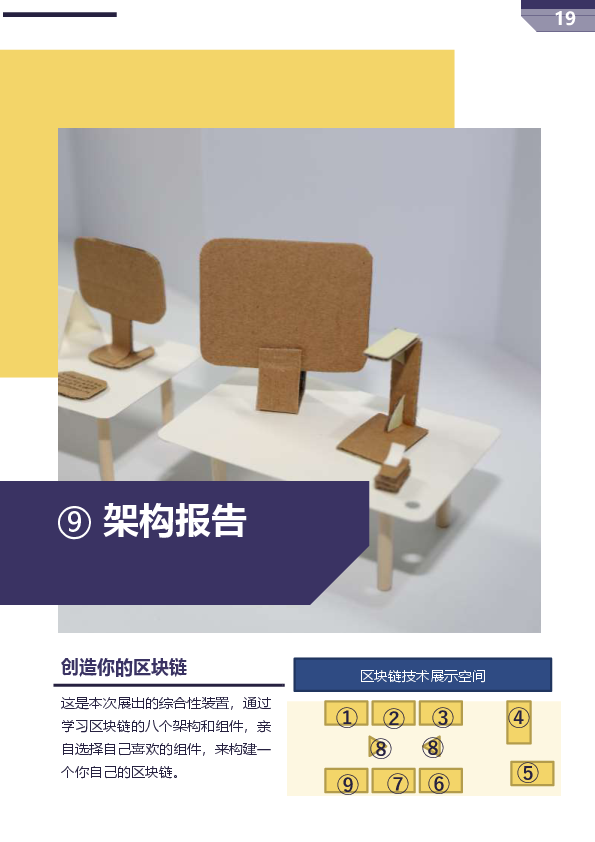 19
⑨ 架构报告
创造你的区块链
这是本次展出的综合性装置，通过
学习区块链的八个架构和组件，亲
自选择自己喜欢的组件，来构建一
个你自己的区块链。
区块链技术展示空间
① ② ③ ④
⑧ ⑧
⑤
⑨ ⑦ ⑥